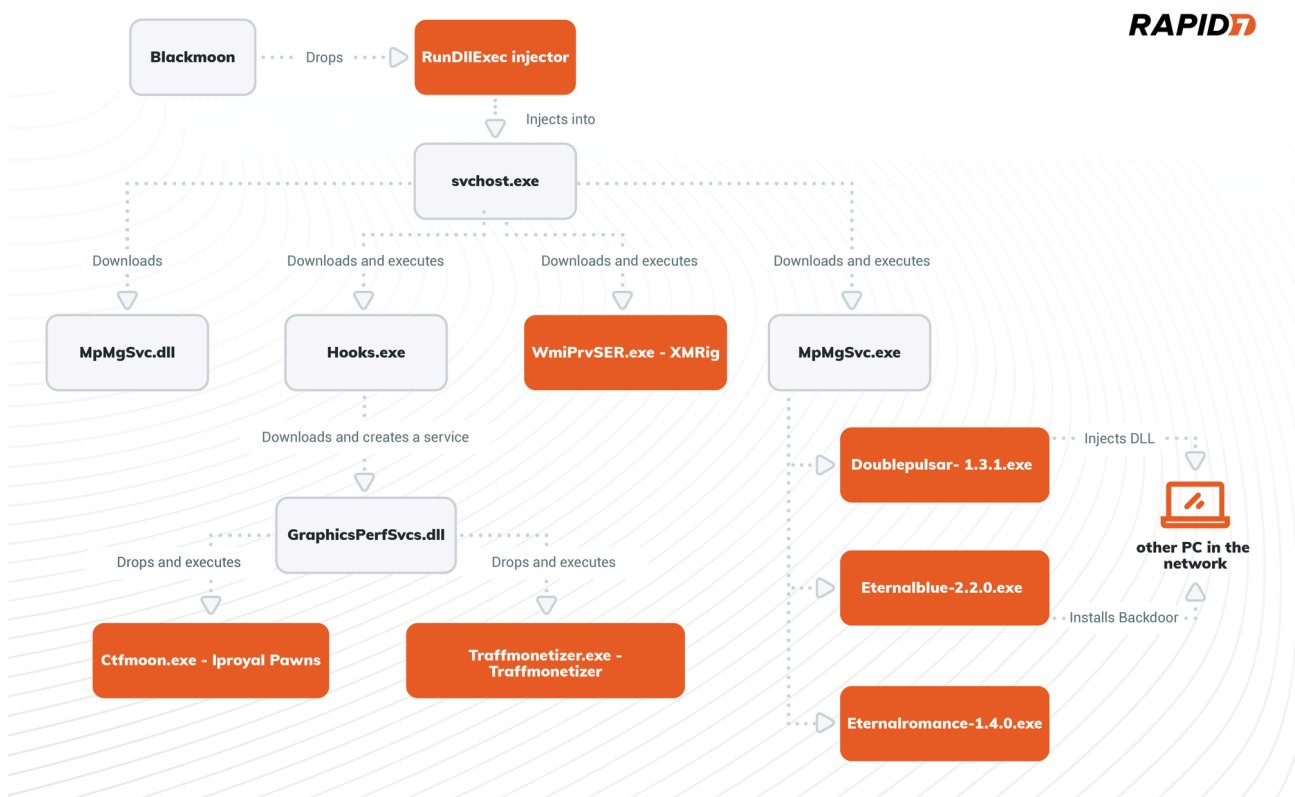 RAPID7
Blackmoon
Drops
RunDllExec injector
Injects into
svchost.exe
Downloads
Downloads and executes
Downloads and executes
Downloads and executes
MpMgSvc.dll
Hooks.exe
WmiPrvSER.exe - XMRig
MpMgSvc.exe
Downloads and creates a service
Doublepulsar- 1.3.1.exe
Injects DLL
GraphicsPerfSvcs.dll
other PC in the
network
Drops and executes
Drops and executes
Eternalblue-2.2.0.exe
Installs Backdoor
Ctfmoon.exe - Iproyal Pawns
Traffmonetizer.exe -
Traffmonetizer
Eternalromance-1.4.0.exe